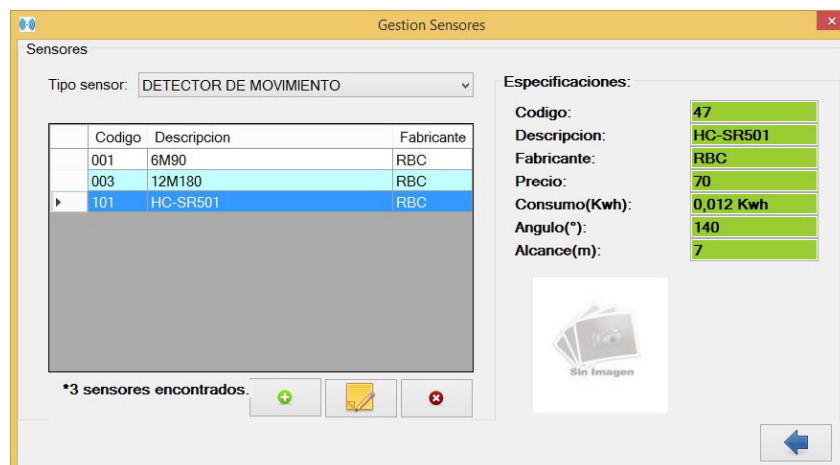 Gestion Sensores
Sensores
Tipo sensor: DETECTOR DE MOVIMIENTO
Codigo Descripcion Fabricante
001 6M90 RBC
003 12M180 RBC
101 HC-SR501 RBC
*3 sensores encontrados.
Especificaciones:
Codigo: 47
Descripcion: HC-SR501
Fabricante: RBC
Precio: 70
Consumo(Kwh): 0,012 Kwh
Angulo(°): 140
Alcance(m): 7
Sin Imagen